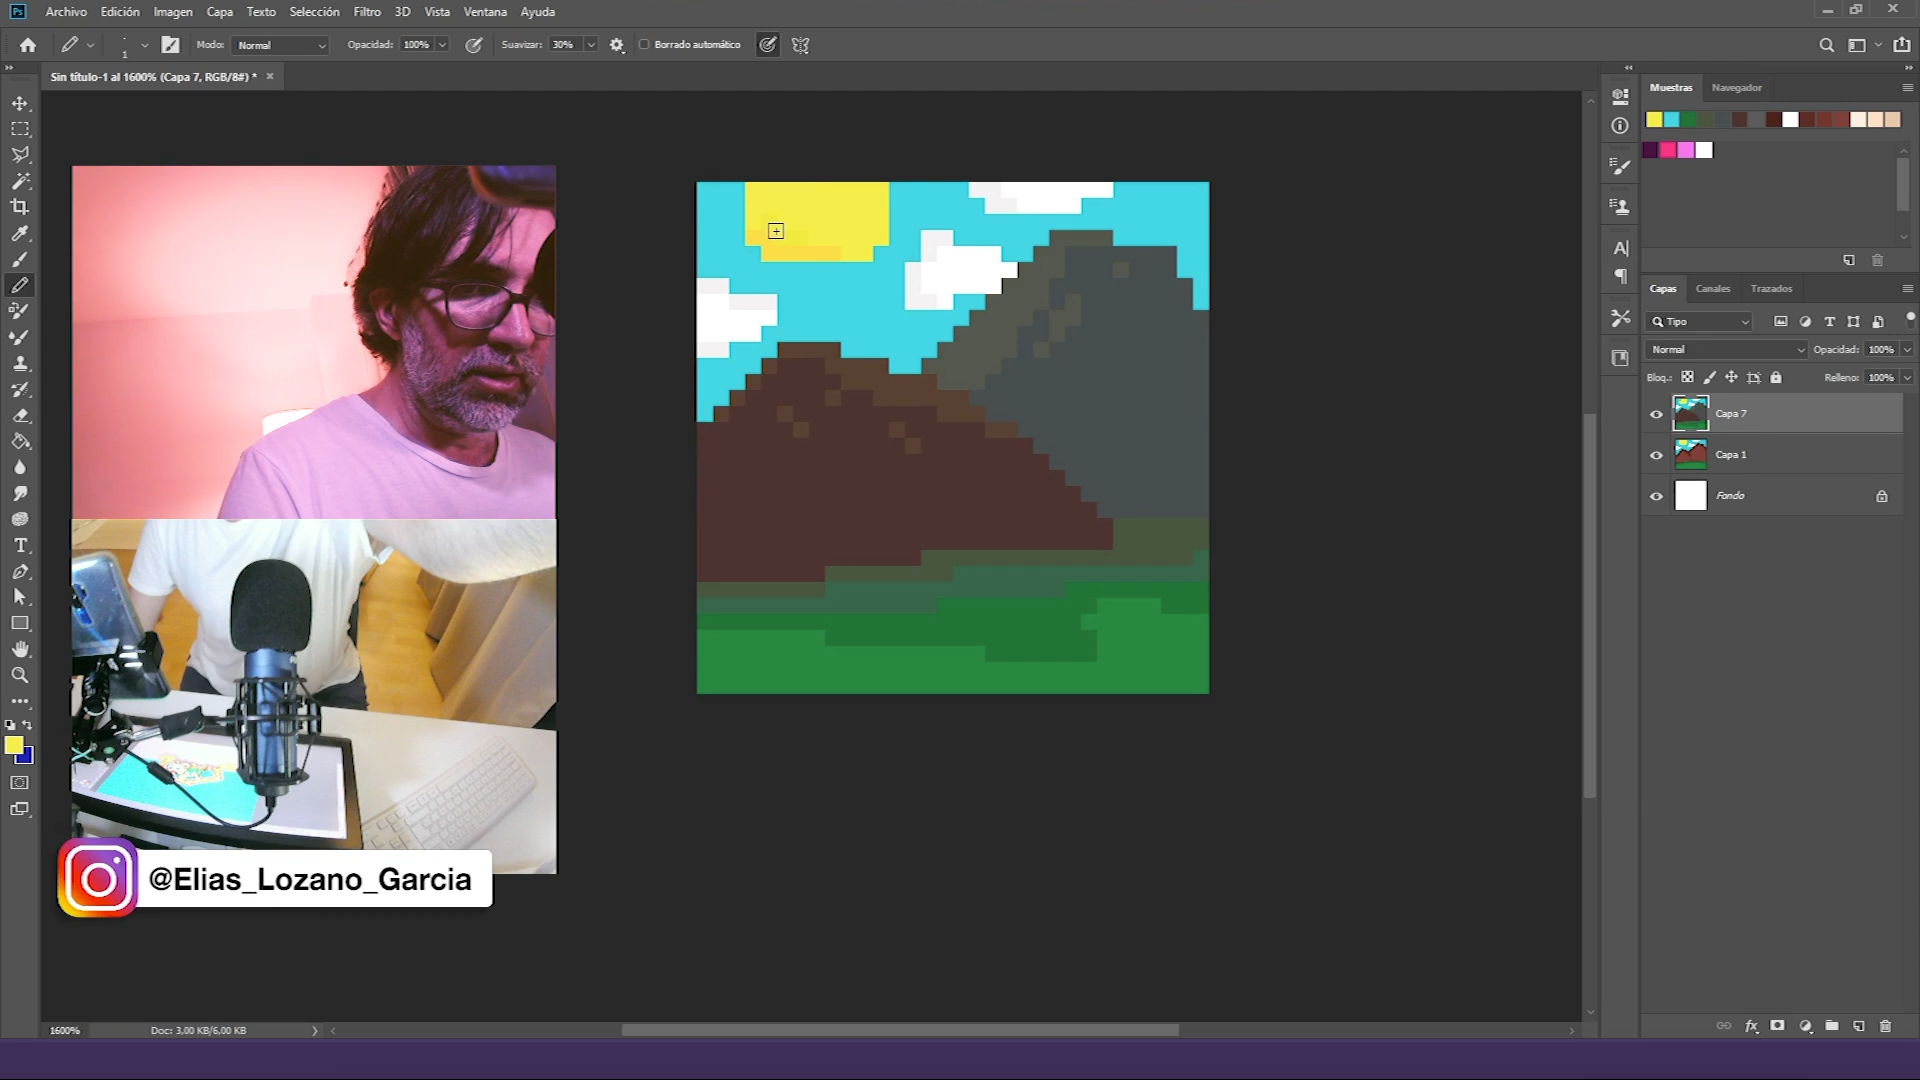 Ps Archivo Edición Imagen Capa Texto Selección Filtro 3D Vista Ventana Ayuda
1 Modo: Normal Opacidad: 100% Suavizar: 30% Borrado automático
Sin título-1 al 1600% (Capa 7, RGB/8#) *
Muestras Navegador
Capas Canales Trazados
Tipo
Normal Opacidad: 100%
Bloq.: Relleno: 100%
Capa 7
Capa 1
Fondo
@Elias_Lozano_Garcia
1600% Doc: 3,00 KB/6,00 KB